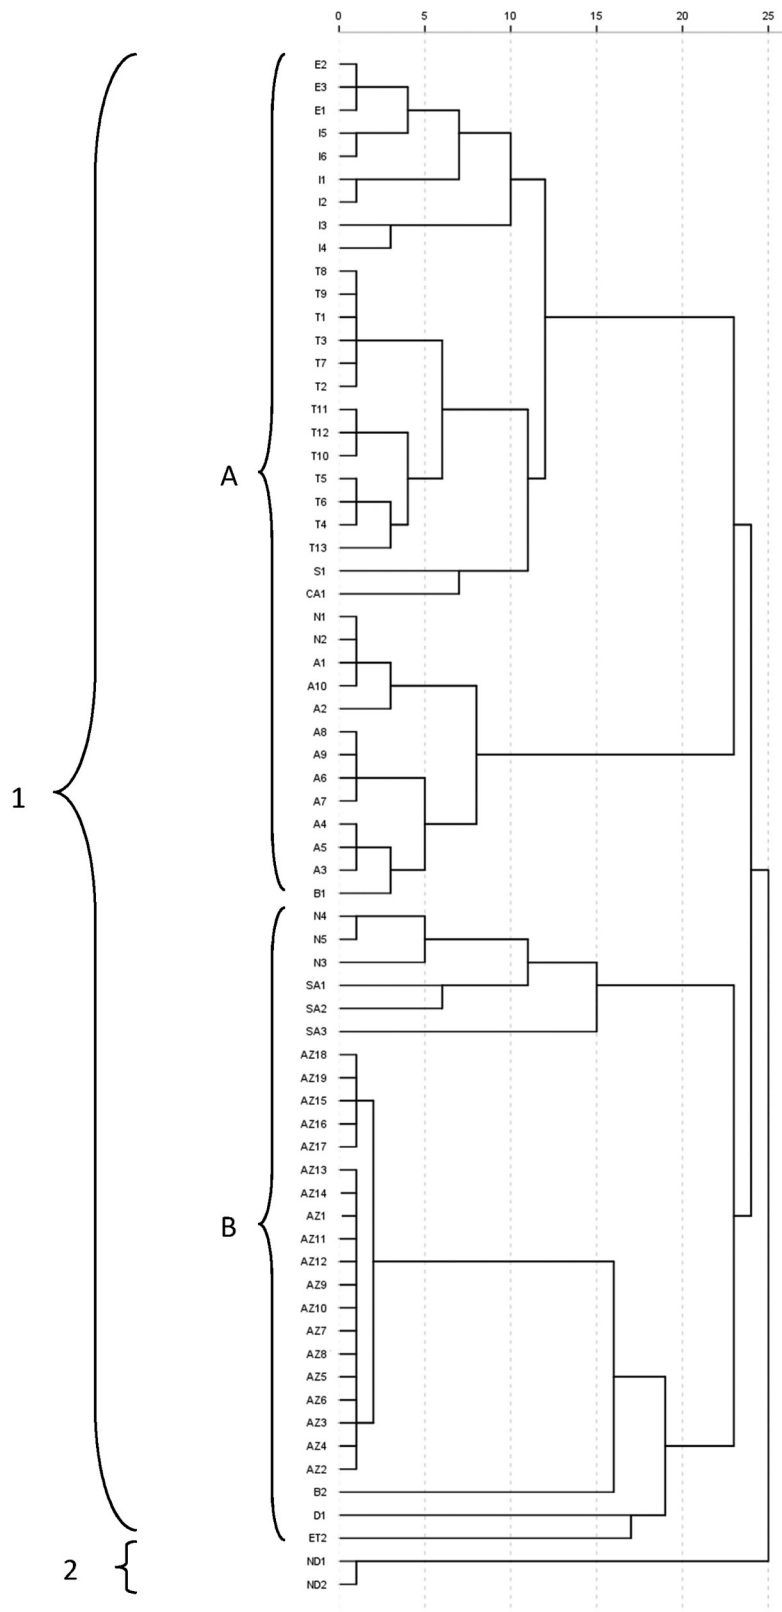 0 5 10 15 20 25
E2
E3
E1
I5
I6
I1
I2
I3
I4
T8
T9
T1
T3
T7
T2
T11
T12
T10
A
T5
T6
T4
T13
S1
CA1
N1
N2
A1
A10
A2
A8
A9
A6
1
A7
A4
A5
A3
B1
N4
N5
N3
SA1
SA2
SA3
AZ18
AZ19
AZ15
AZ16
AZ17
AZ13
AZ14
AZ1
B
AZ11
AZ12
AZ9
AZ10
AZ7
AZ8
AZ5
AZ6
AZ3
AZ4
AZ2
B2
D1
ET2
ND1
2
ND2